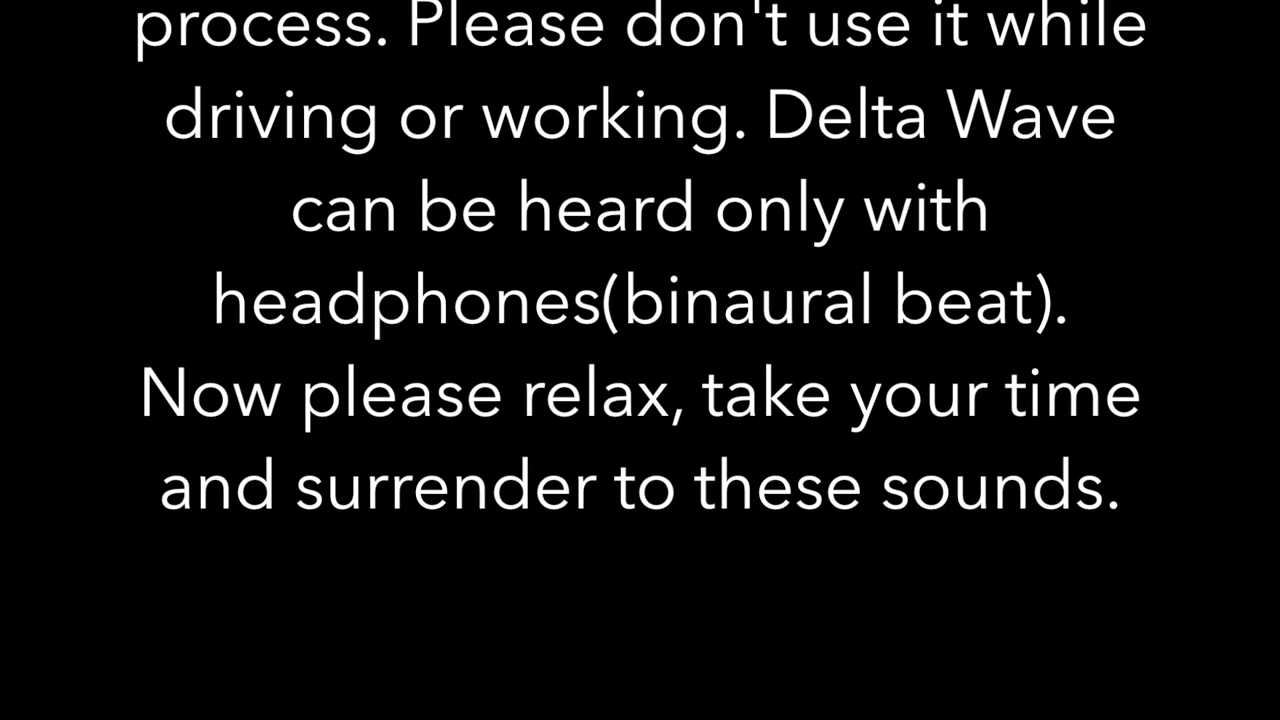 process. Please don't use it while
driving or working. Delta Wave
can be heard only with
headphones(binaural beat).
Now please relax, take your time
and surrender to these sounds.